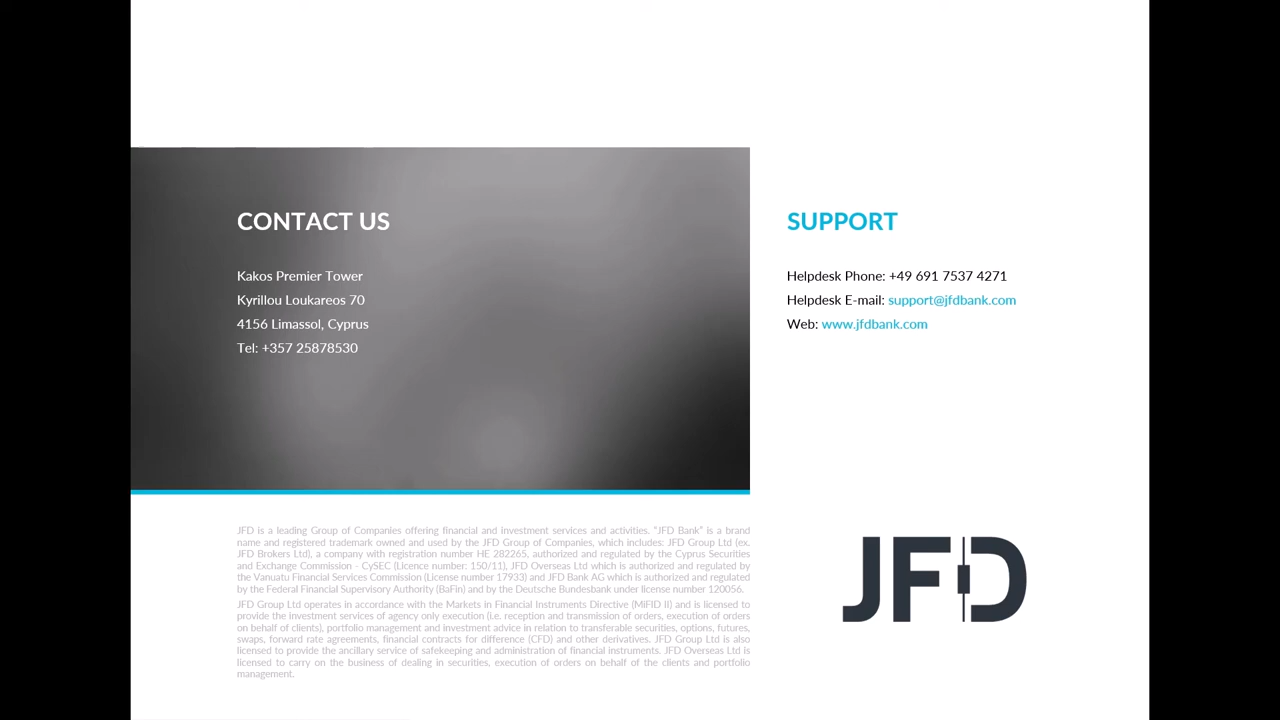 CONTACT US
Kakos Premier Tower
Kyrillou Loukareos 70
4156 Limassol, Cyprus
Tel: +357 25878530
SUPPORT
Helpdesk Phone: +49 691 7537 4271
Helpdesk E-mail: support@jfdbank.com
Web: www.jfdbank.com
JFD is a leading Group of Companies offering financial and investment services and activities. "JFD Bank" is a brand
name and registered trademark owned and used by the JFD Group of Companies, which includes: JFD Group Ltd (ex.
JFD Brokers Ltd), a company with registration number HE 282265, authorized and regulated by the Cyprus Securities
and Exchange Commission - CySEC (Licence number: 150/11), JFD Overseas Ltd which is authorized and regulated by
the Vanuatu Financial Services Commission (License number 17933) and JFD Bank AG which is authorized and regulated
by the Federal Financial Supervisory Authority (BaFin) and by the Deutsche Bundesbank under license number 120056.
JFD Group Ltd operates in accordance with the Markets in Financial Instruments Directive (MiFID II) and is licensed to
provide the investment services of agency only execution (i.e. reception and transmission of orders, execution of orders
on behalf of clients), portfolio management and investment advice in relation to transferable securities, options, futures,
swaps, forward rate agreements, financial contracts for difference (CFD) and other derivatives. JFD Group Ltd is also
licensed to provide the ancillary service of safekeeping and administration of financial instruments. JFD Overseas Ltd is
licensed to carry on the business of dealing in securities, execution of orders on behalf of the clients and portfolio
management.
JFD